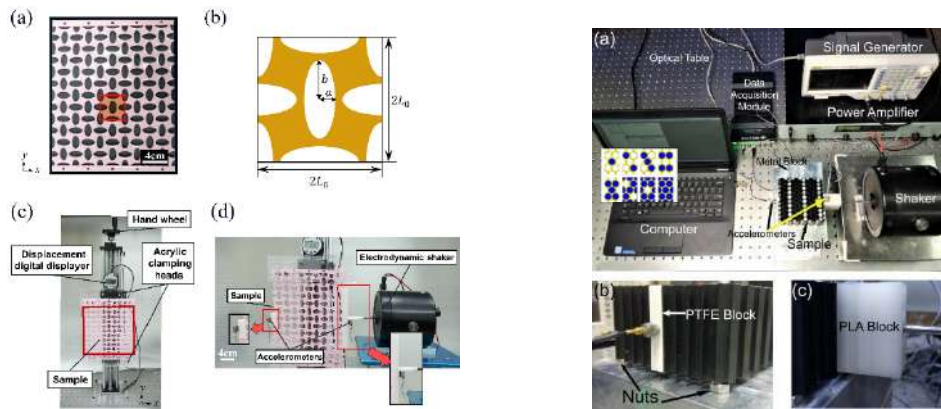 (a)
4cm
y
x
(b)
b
a
2L₀
2L₀
(c)
Hand wheel
Displacement
digital displayer
Acrylic
clamping
heads
Sample
(d)
Electrodynamic shaker
Sample
Accelerometers
4cm
(a)
Signal Generator
Optical Table
Data
Acquisition
Module
Power Amplifier
Metal Block
Shaker
Accelerometers
Sample
Computer
(b)
PTFE Block
Nuts
(c)
PLA Block